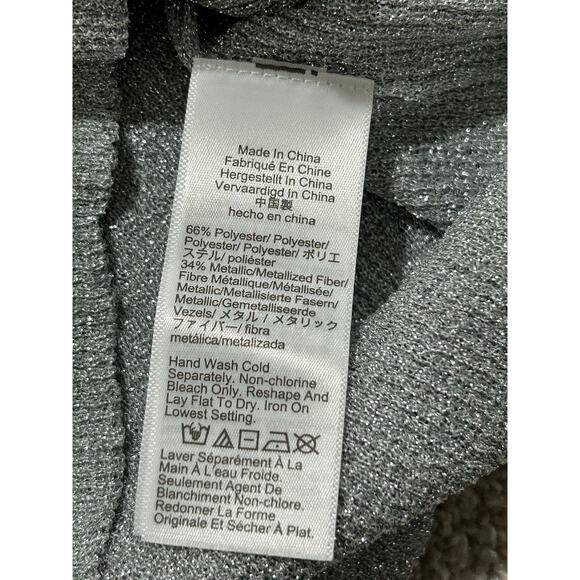 Made In China
Fabriqué En Chine
Hergestellt In China
Vervaardigd In China
中国製
hecho en china
66% Polyester/ Polyester/
Polyester/ Polyester/ ポリエ
ステル/ poliéster
34% Metallic/Metallized Fiber/
Fibre Métallique/Métallisée/
Metallic/Metallisierte Fasern/
Metallic/Gemetalliseerde
Vezels/ メタル / メタリック
ファイバー/ fibra
metálica/metalizada
Hand Wash Cold
Separately. Non-chlorine
Bleach Only. Reshape And
Lay Flat To Dry. Iron On
Lowest Setting.
Laver Séparément À La
Main À L'eau Froide.
Seulement Agent De
Blanchiment Non-chlore.
Redonner La Forme
Originale Et Sécher À Plat.